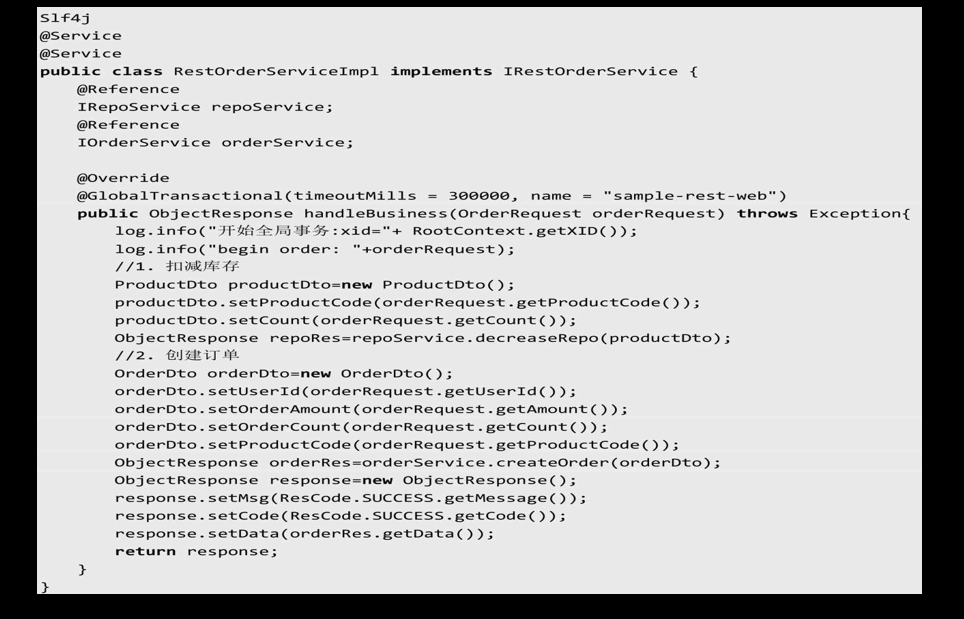 Slf4j
@Service
@Service
public class RestOrderServiceImpl implements IRestOrderService {
@Reference
IRepoService repoService;
@Reference
IOrderService orderService;
@Override
@GlobalTransactional(timeoutMills = 300000, name = "sample-rest-web")
public ObjectResponse handleBusiness(OrderRequest orderRequest) throws Exception{
log.info("开始全局事务:xid="+ RootContext.getXID());
log.info("begin order: "+orderRequest);
//1. 扣减库存
ProductDto productDto=new ProductDto();
productDto.setProductCode(orderRequest.getProductCode());
productDto.setCount(orderRequest.getCount());
ObjectResponse repoRes=repoService.decreaseRepo(productDto);
//2. 创建订单
OrderDto orderDto=new OrderDto();
orderDto.setUserId(orderRequest.getUserId());
orderDto.setOrderAmount(orderRequest.getAmount());
orderDto.setOrderCount(orderRequest.getCount());
orderDto.setProductCode(orderRequest.getProductCode());
ObjectResponse orderRes=orderService.createOrder(orderDto);
ObjectResponse response=new ObjectResponse();
response.setMsg(ResCode.SUCCESS.getMessage());
response.setCode(ResCode.SUCCESS.getCode());
response.setData(orderRes.getData());
return response;
}
}